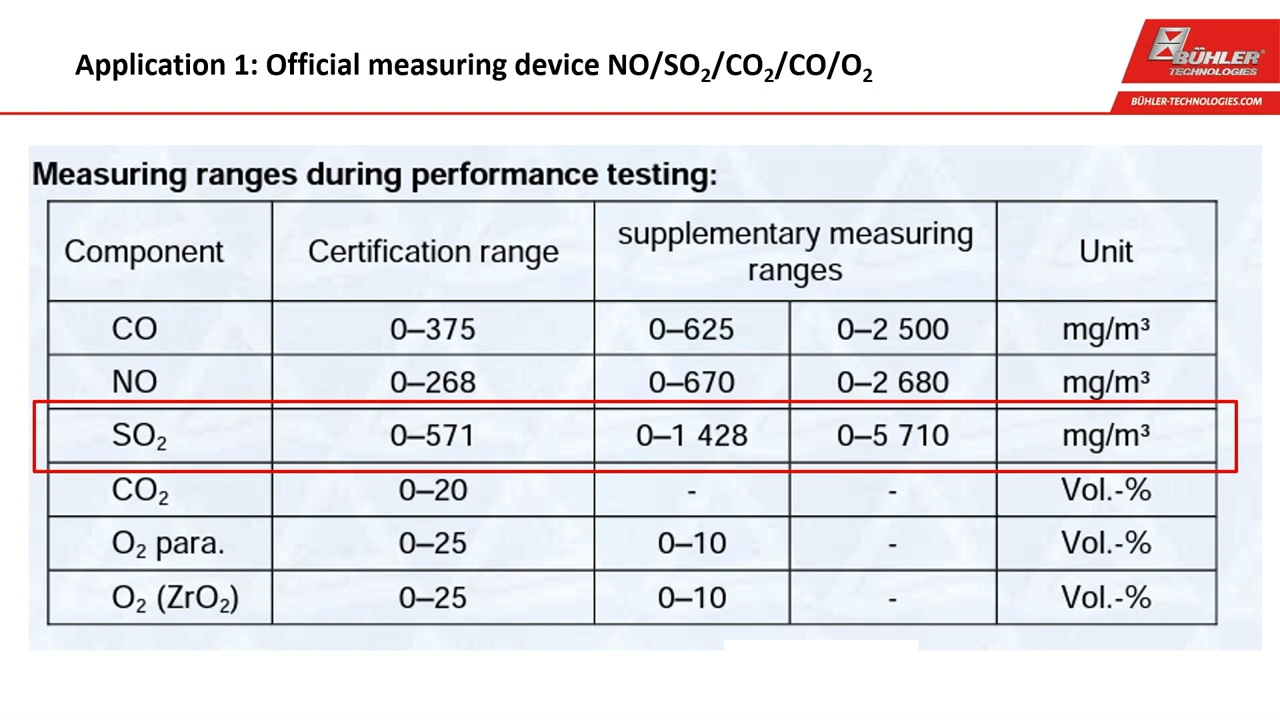 Application 1: Official measuring device NO/SO₂/CO₂/CO/O₂
BÜHLER®
TECHNOLOGIES
BÜHLER-TECHNOLOGIES.COM
Measuring ranges during performance testing:
Component Certification range supplementary measuring ranges Unit
CO 0–375 0–625 0–2 500 mg/m³
NO 0–268 0–670 0–2 680 mg/m³
SO₂ 0–571 0–1 428 0–5 710 mg/m³
CO₂ 0–20 - - Vol.-%
O₂ para. 0–25 0–10 - Vol.-%
O₂ (ZrO₂) 0–25 0–10 - Vol.-%